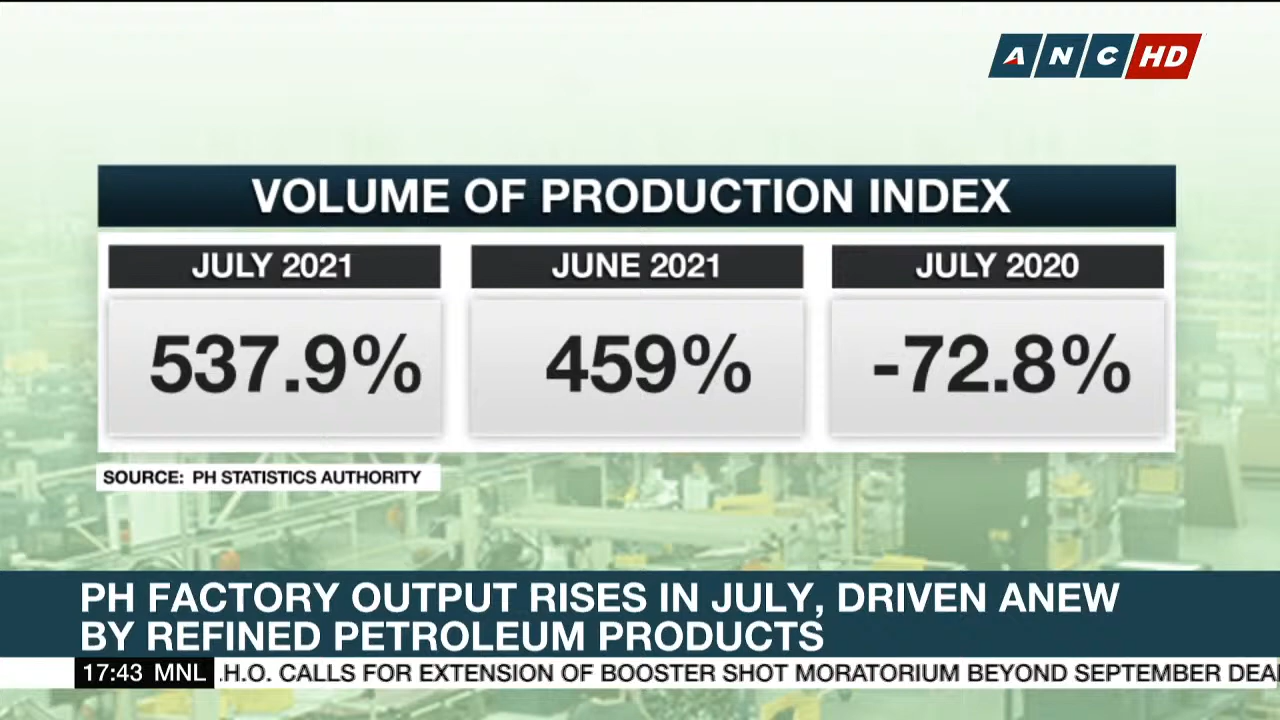 ANC HD
VOLUME OF PRODUCTION INDEX
JULY 2021
JUNE 2021
JULY 2020
537.9%
459%
-72.8%
SOURCE: PH STATISTICS AUTHORITY
PH FACTORY OUTPUT RISES IN JULY, DRIVEN ANEW
BY REFINED PETROLEUM PRODUCTS
17:43 MNL .H.O. CALLS FOR EXTENSION OF BOOSTER SHOT MORATORIUM BEYOND SEPTEMBER DEA